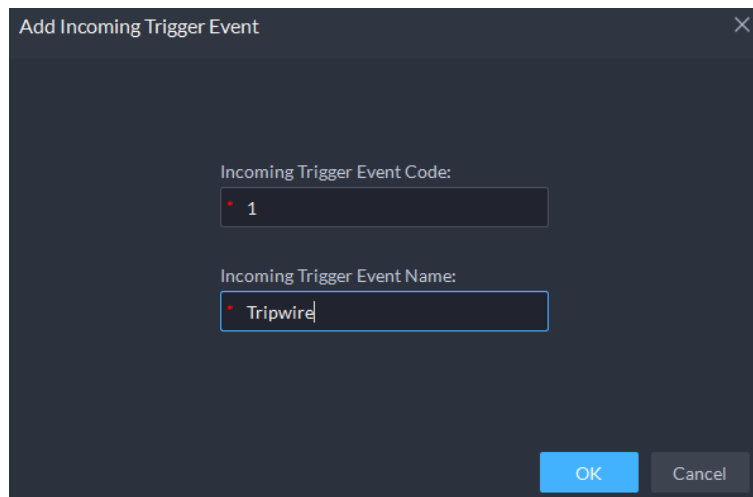 Add Incoming Trigger Event
Incoming Trigger Event Code:
* 1
Incoming Trigger Event Name:
* Tripwire
OK Cancel